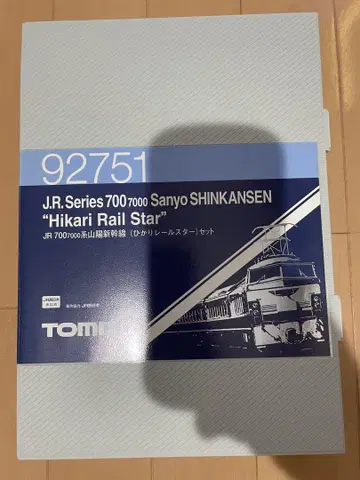 92751
J.R. Series 700 7000 Sanyo SHINKANSEN
"Hikari Rail Star"
JR 700 7000系山陽新幹線 (ひかりレールスター) セット
TOMI